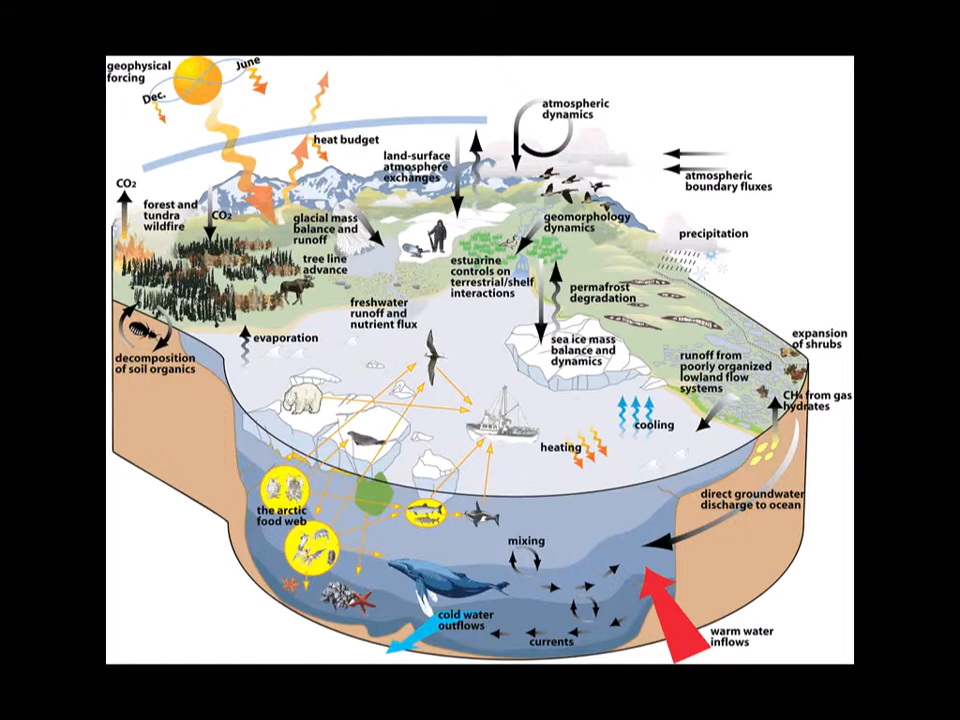 geophysical
forcing
June
Dec.
heat budget
atmospheric
dynamics
land-surface
atmosphere
exchanges
atmospheric
boundary fluxes
CO₂
forest and
tundra
wildfire
CO₂
glacial mass
balance and
runoff
geomorphology
dynamics
precipitation
tree line
advance
estuarine
controls on
terrestrial/shelf
interactions
permafrost
degradation
freshwater
runoff and
nutrient flux
evaporation
sea ice mass
balance and
dynamics
expansion
of shrubs
decomposition
of soil organics
runoff from
poorly organized
lowland flow
systems
CH₄ from gas
hydrates
cooling
heating
direct groundwater
discharge to ocean
the arctic
food web
mixing
cold water
outflows
currents
warm water
inflows